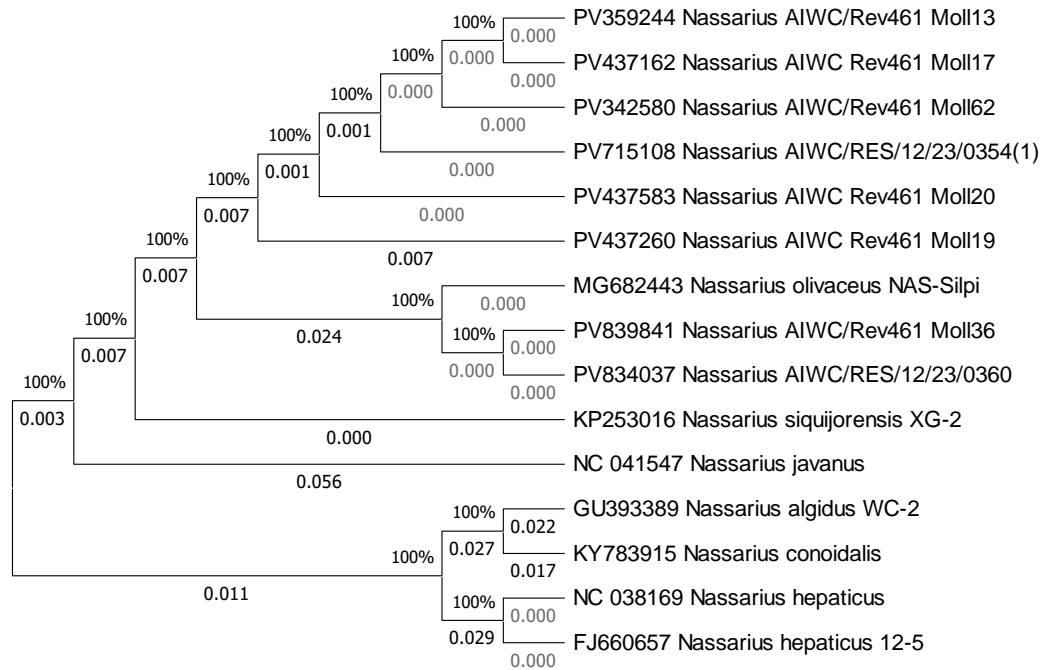 PV359244 Nassarius AIWC/Rev461 Moll13
100%
0.000
100%
0.000
PV437162 Nassarius AIWC Rev461 Moll17
0.000
100%
0.000
PV342580 Nassarius AIWC/Rev461 Moll62
0.000
100%
0.001
PV715108 Nassarius AIWC/RES/12/23/0354(1)
0.000
100%
0.001
PV437583 Nassarius AIWC Rev461 Moll20
0.000
100%
0.007
PV437260 Nassarius AIWC Rev461 Moll19
0.007
100%
0.007
MG682443 Nassarius olivaceus NAS-Silpi
100%
0.000
0.024
PV839841 Nassarius AIWC/Rev461 Moll36
100%
0.000
0.000
100%
0.007
PV834037 Nassarius AIWC/RES/12/23/0360
0.000
100%
0.003
KP253016 Nassarius siquijorensis XG-2
0.000
NC 041547 Nassarius javanus
0.056
GU393389 Nassarius algidus WC-2
100%
0.022
100%
0.027
KY783915 Nassarius conoidalis
0.017
0.011
NC 038169 Nassarius hepaticus
100%
0.000
0.029
FJ660657 Nassarius hepaticus 12-5
0.000